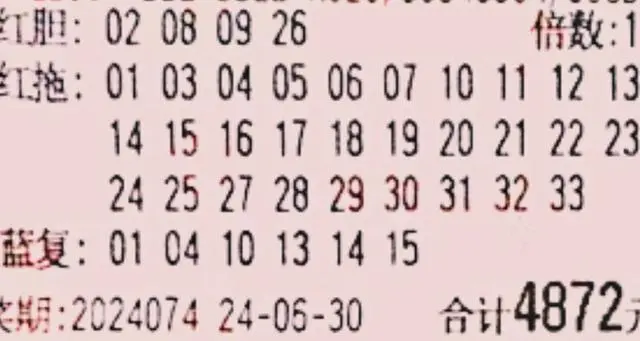 红胆: 02 08 09 26 倍数:1
红拖: 01 03 04 05 06 07 10 11 12 13
14 15 16 17 18 19 20 21 22 23
24 25 27 28 29 30 31 32 33
蓝复: 01 04 10 13 14 15
奖期:2024074 24-06-30 合计4872元